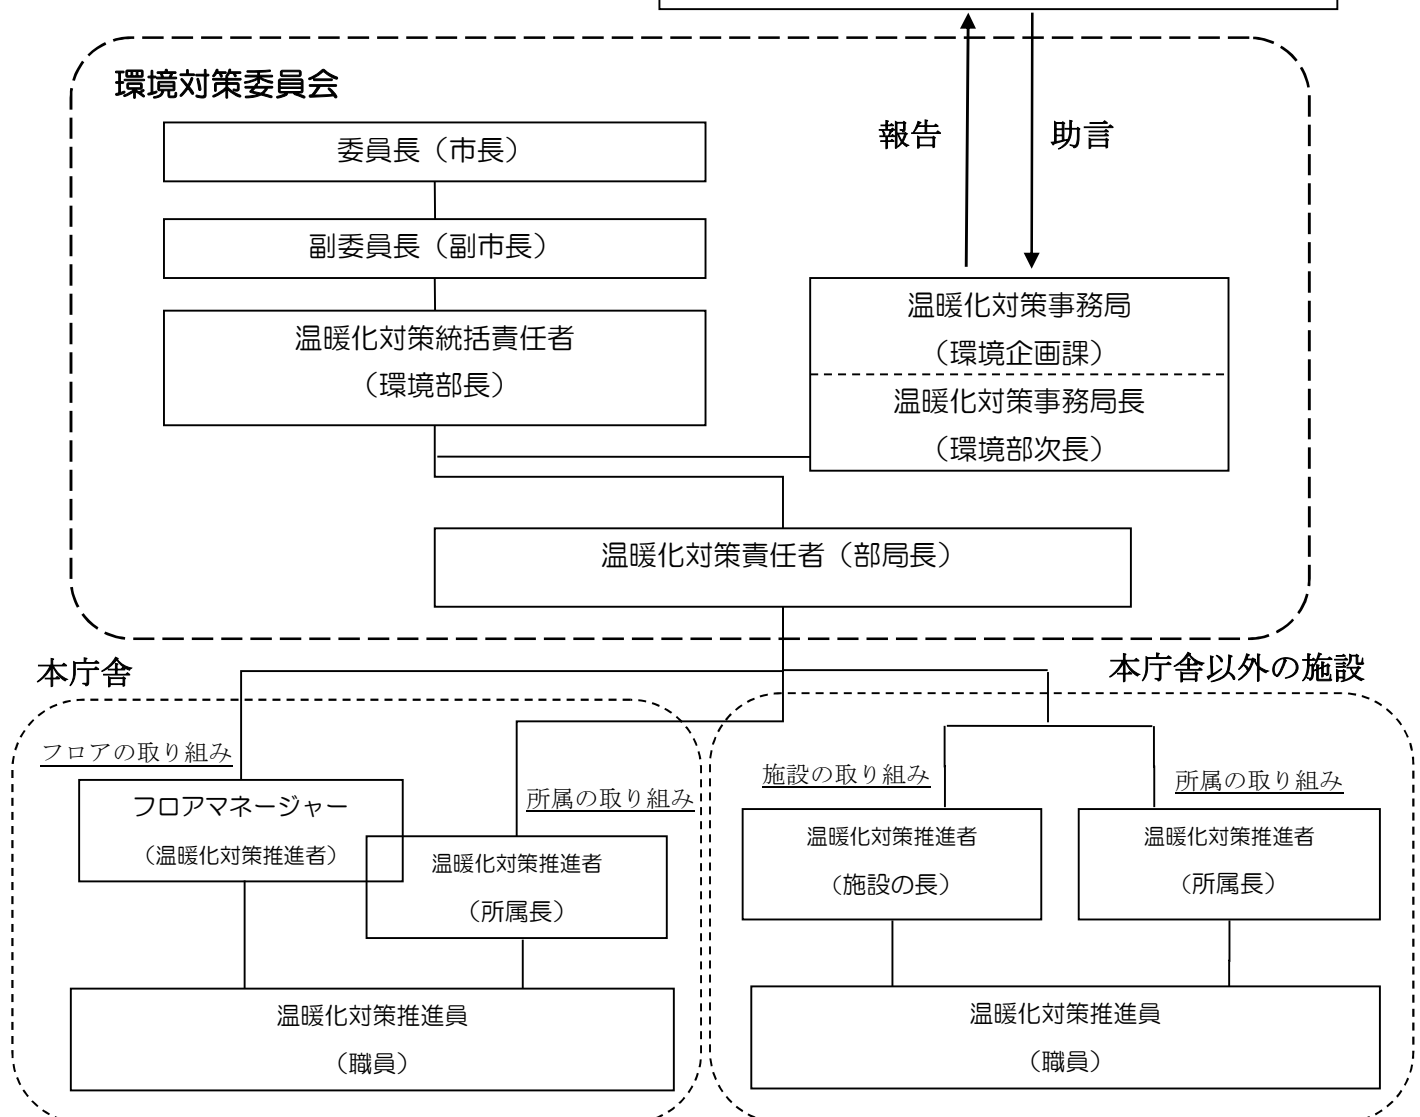 環境対策委員会
報告
助言
委員長（市長）
副委員長（副市長）
温暖化対策統括責任者
（環境部長）
温暖化対策事務局
（環境企画課）
温暖化対策事務局長
（環境部次長）
温暖化対策責任者（部局長）
本庁舎
フロアの取り組み
フロアマネージャー
（温暖化対策推進者）
所属の取り組み
温暖化対策推進者
（所属長）
温暖化対策推進員
（職員）
本庁舎以外の施設
施設の取り組み
温暖化対策推進者
（施設の長）
所属の取り組み
温暖化対策推進者
（所属長）
温暖化対策推進員
（職員）